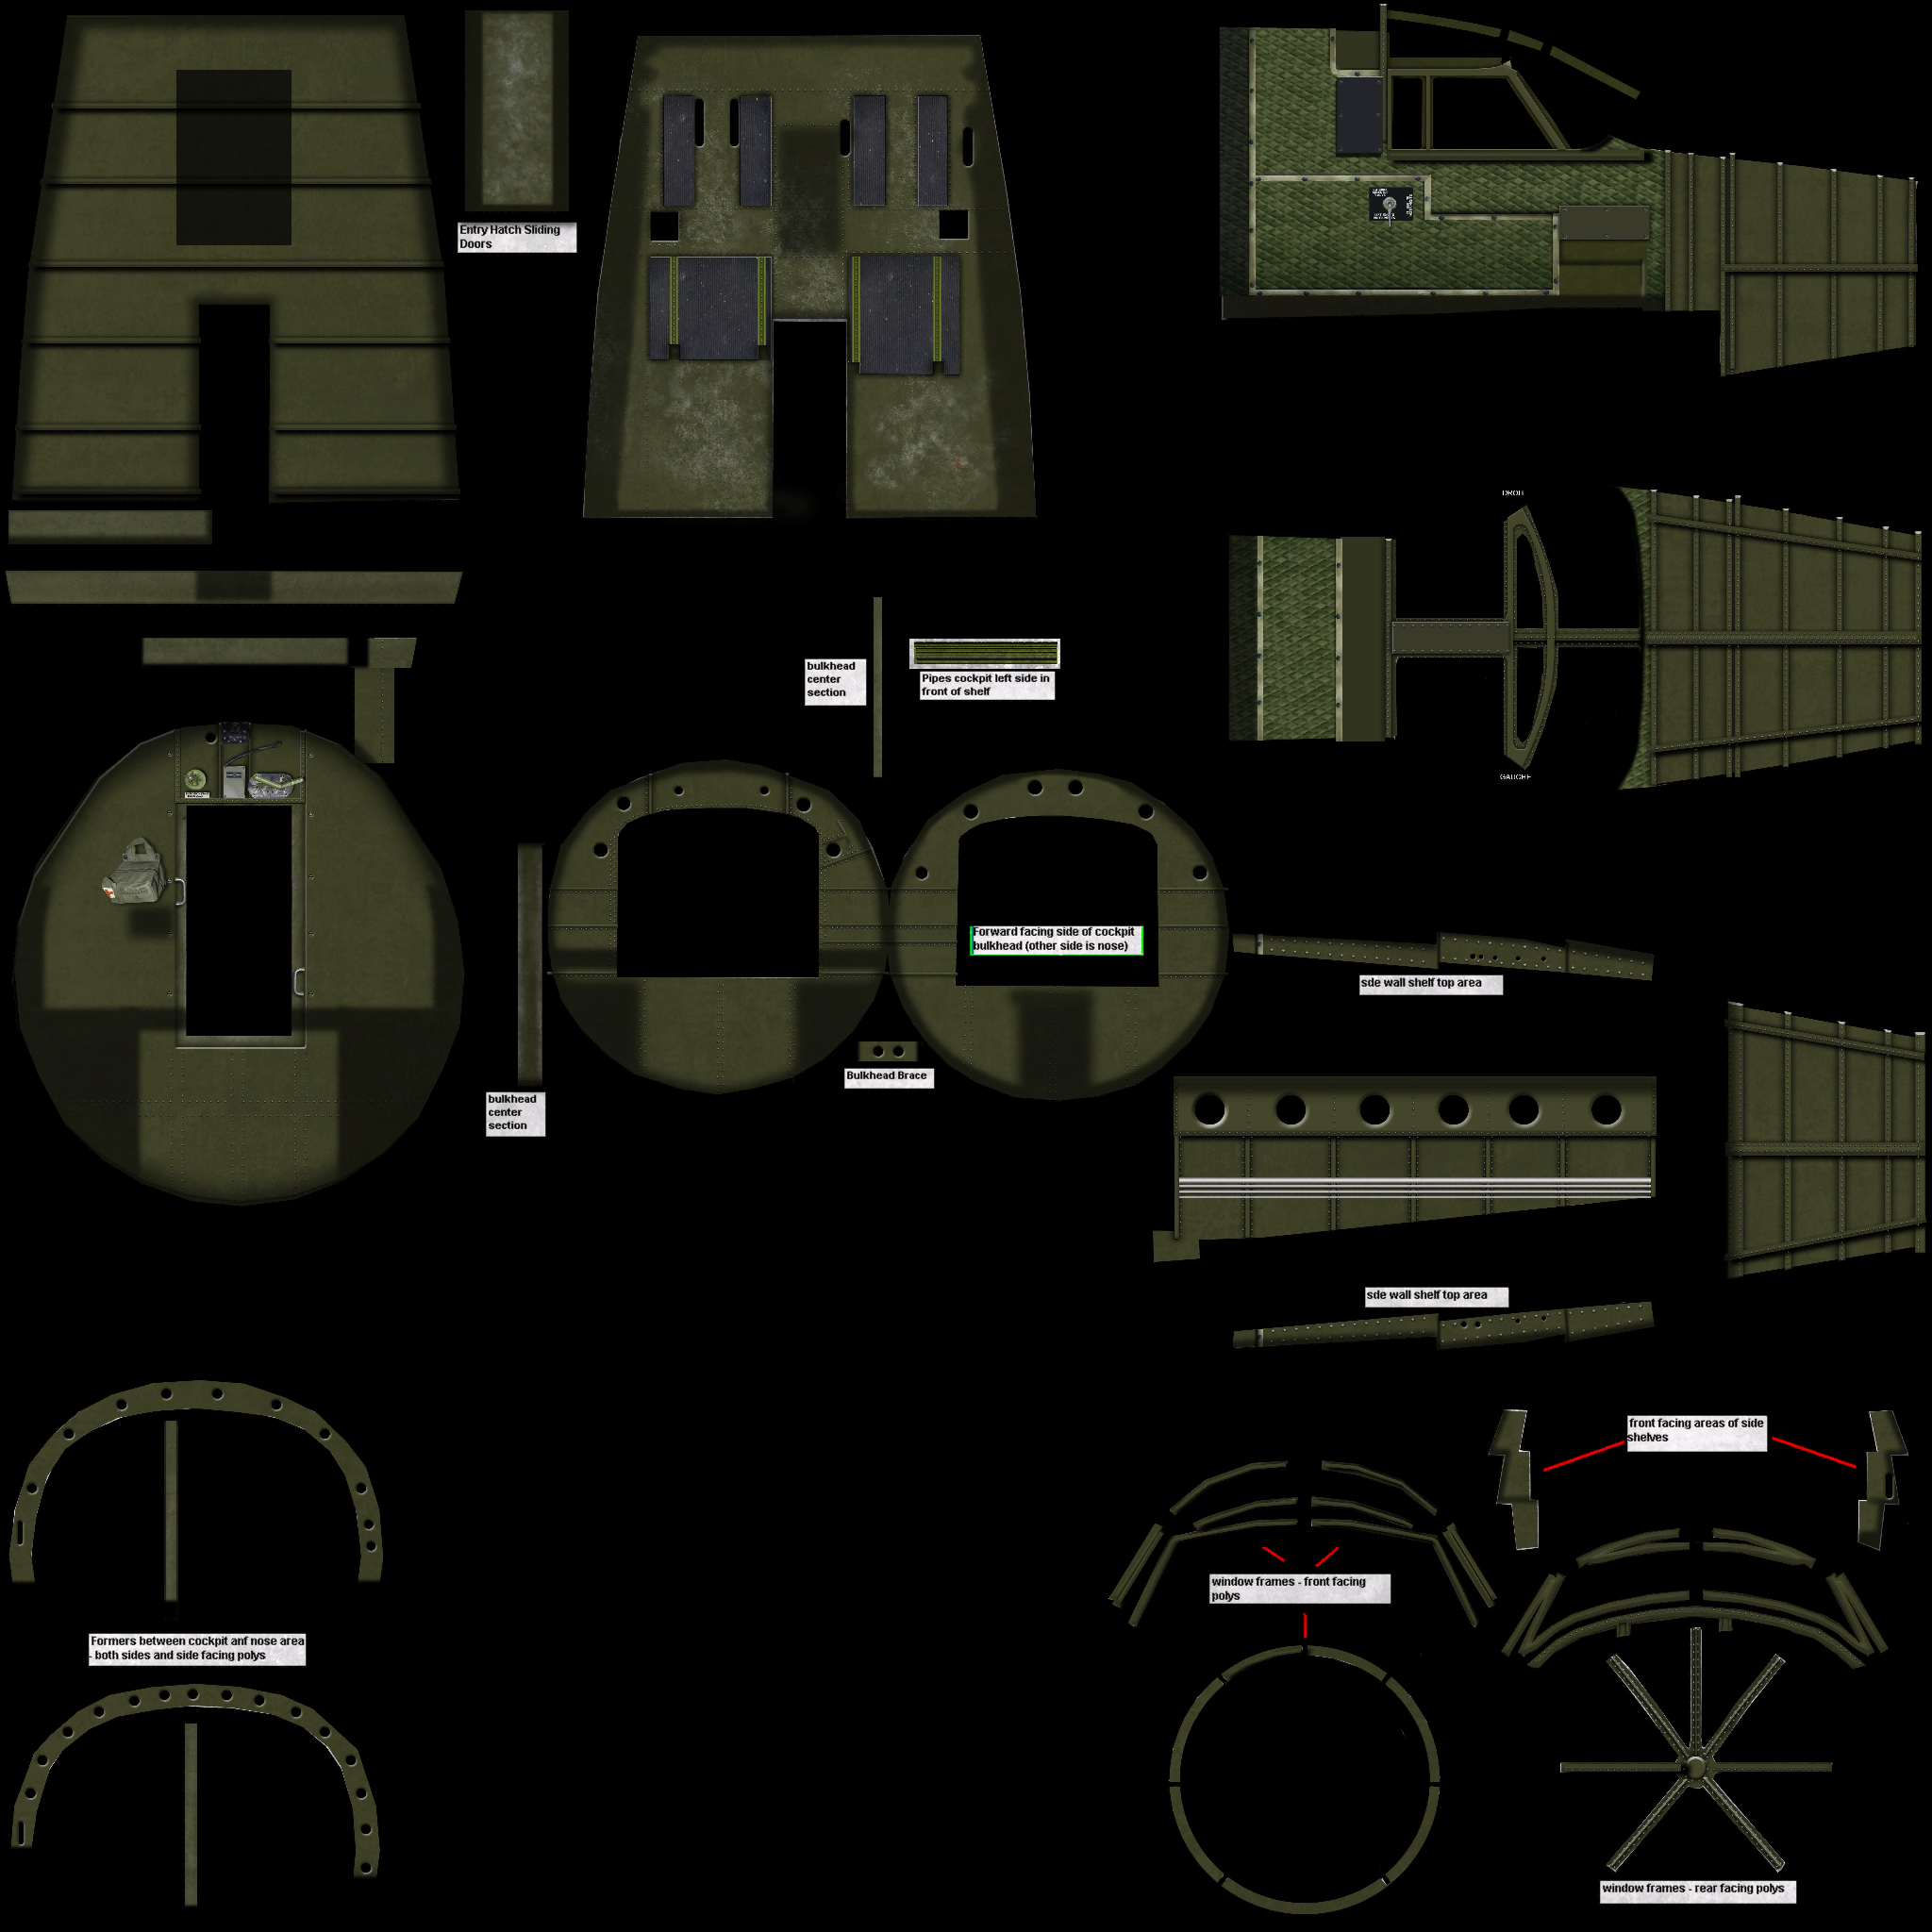 Entry Hatch Sliding
Doors
DROIT
bulkhead
center
section
Pipes cockpit left side in
front of shelf
GAUCHE
Forward facing side of cockpit
bulkhead (other side is nose)
sde wall shelf top area
Bulkhead Brace
bulkhead
center
section
sde wall shelf top area
front facing areas of side
shelves
window frames - front facing
polys
Formers between cockpit anf nose area
- both sides and side facing polys
window frames - rear facing polys